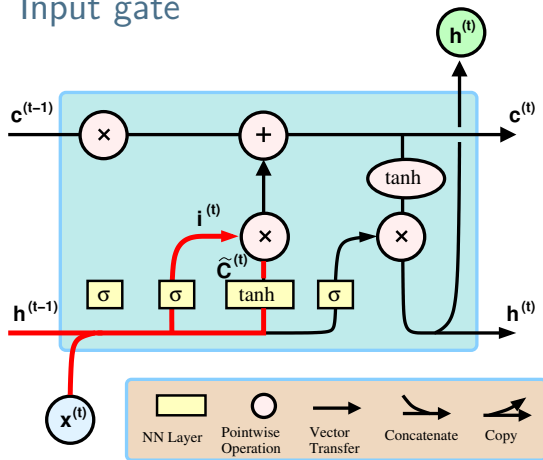 Input gate
h^(t)
c^(t−1)
c^(t)
×
+
tanh
i^(t)
×
×
C̃^(t)
σ
σ
tanh
σ
h^(t−1)
h^(t)
x^(t)
NN Layer
Pointwise
Operation
Vector
Transfer
Concatenate
Copy